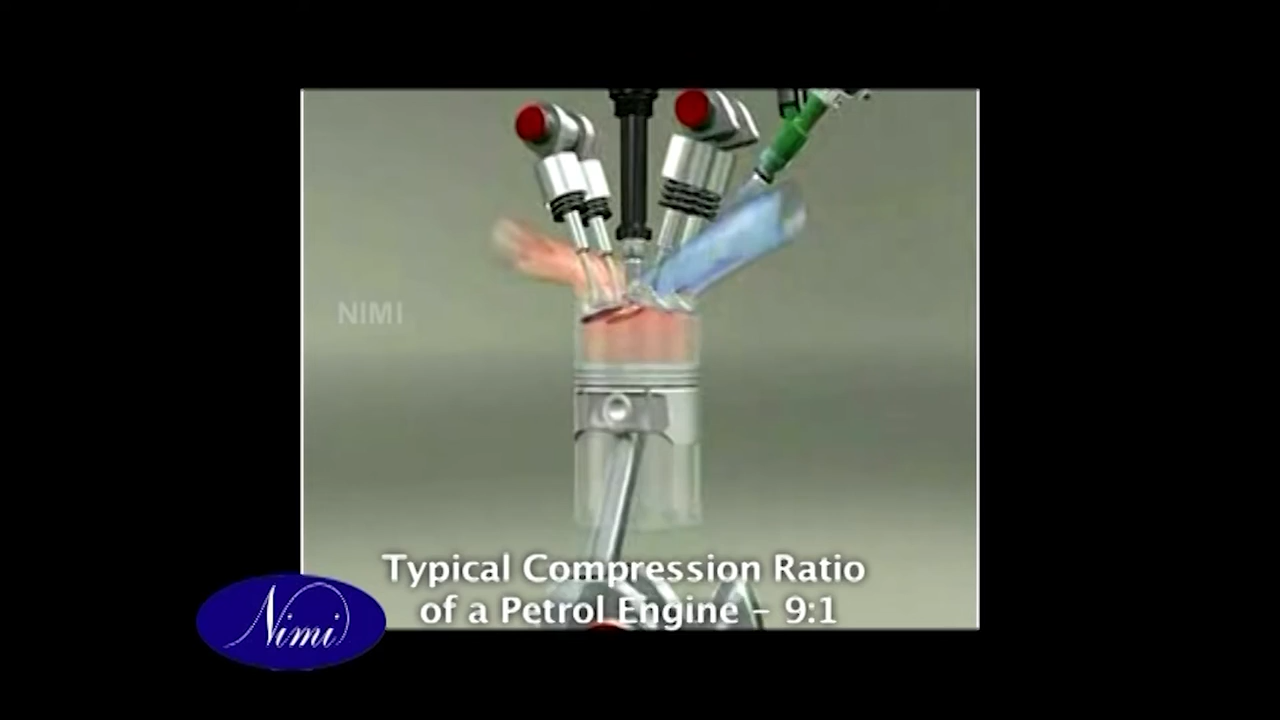 NIMI
Typical Compression Ratio
of a Petrol Engine – 9:1
Nimi